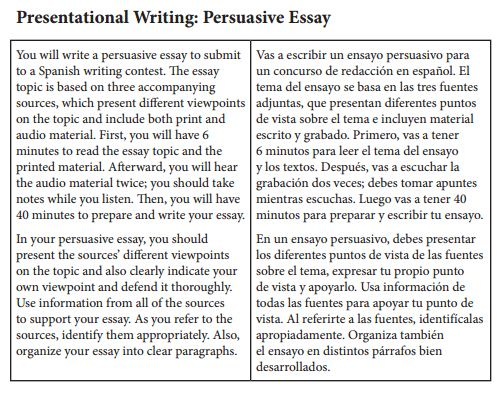 Presentational Writing: Persuasive Essay
You will write a persuasive essay to submit
to a Spanish writing contest. The essay
topic is based on three accompanying
sources, which present different viewpoints
on the topic and include both print and
audio material. First, you will have 6
minutes to read the essay topic and the
printed material. Afterward, you will hear
the audio material twice; you should take
notes while you listen. Then, you will have
40 minutes to prepare and write your essay.
In your persuasive essay, you should
present the sources’ different viewpoints
on the topic and also clearly indicate your
own viewpoint and defend it thoroughly.
Use information from all of the sources
to support your essay. As you refer to the
sources, identify them appropriately. Also,
organize your essay into clear paragraphs.
Vas a escribir un ensayo persuasivo para
un concurso de redacción en español. El
tema del ensayo se basa en las tres fuentes
adjuntas, que presentan diferentes puntos
de vista sobre el tema e incluyen material
escrito y grabado. Primero, vas a tener
6 minutos para leer el tema del ensayo
y los textos. Después, vas a escuchar la
grabación dos veces; debes tomar apuntes
mientras escuchas. Luego vas a tener 40
minutos para preparar y escribir tu ensayo.
En un ensayo persuasivo, debes presentar
los diferentes puntos de vista de las fuentes
sobre el tema, expresar tu propio punto
de vista y apoyarlo. Usa información de
todas las fuentes para apoyar tu punto de
vista. Al referirte a las fuentes, identifícalas
apropiadamente. Organiza también
el ensayo en distintos párrafos bien
desarrollados.